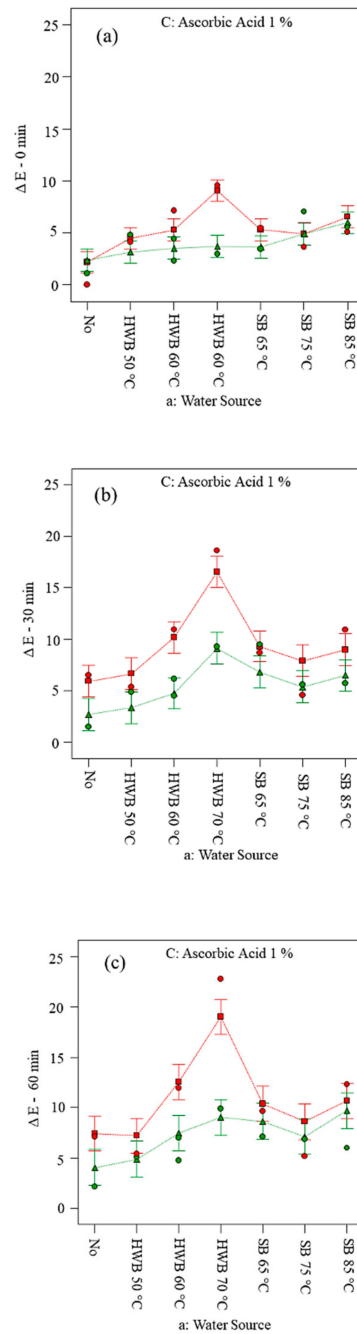 C: Ascorbic Acid 1 %
(a)
25
20
15
10
5
0
Δ E - 0 min
No
HWB 50 °C
HWB 60 °C
HWB 60 °C
SB 65 °C
SB 75 °C
SB 85 °C
a: Water Source
C: Ascorbic Acid 1 %
(b)
25
20
15
10
5
0
Δ E - 30 min
No
HWB 50 °C
HWB 60 °C
HWB 70 °C
SB 65 °C
SB 75 °C
SB 85 °C
a: Water Source
C: Ascorbic Acid 1 %
(c)
25
20
15
10
5
0
Δ E - 60 min
No
HWB 50 °C
HWB 60 °C
HWB 70 °C
SB 65 °C
SB 75 °C
SB 85 °C
a: Water Source